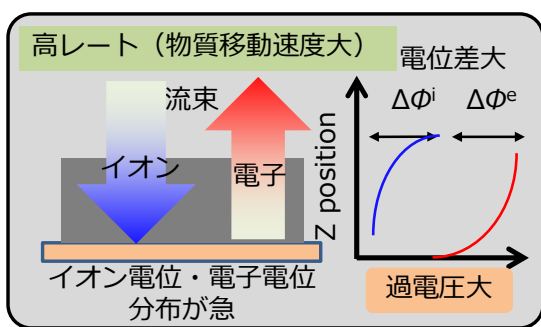 高レート（物質移動速度大）
流束
イオン
電子
イオン電位・電子電位
分布が急
電位差大
ΔΦⁱ
ΔΦᵉ
Z position
過電圧大